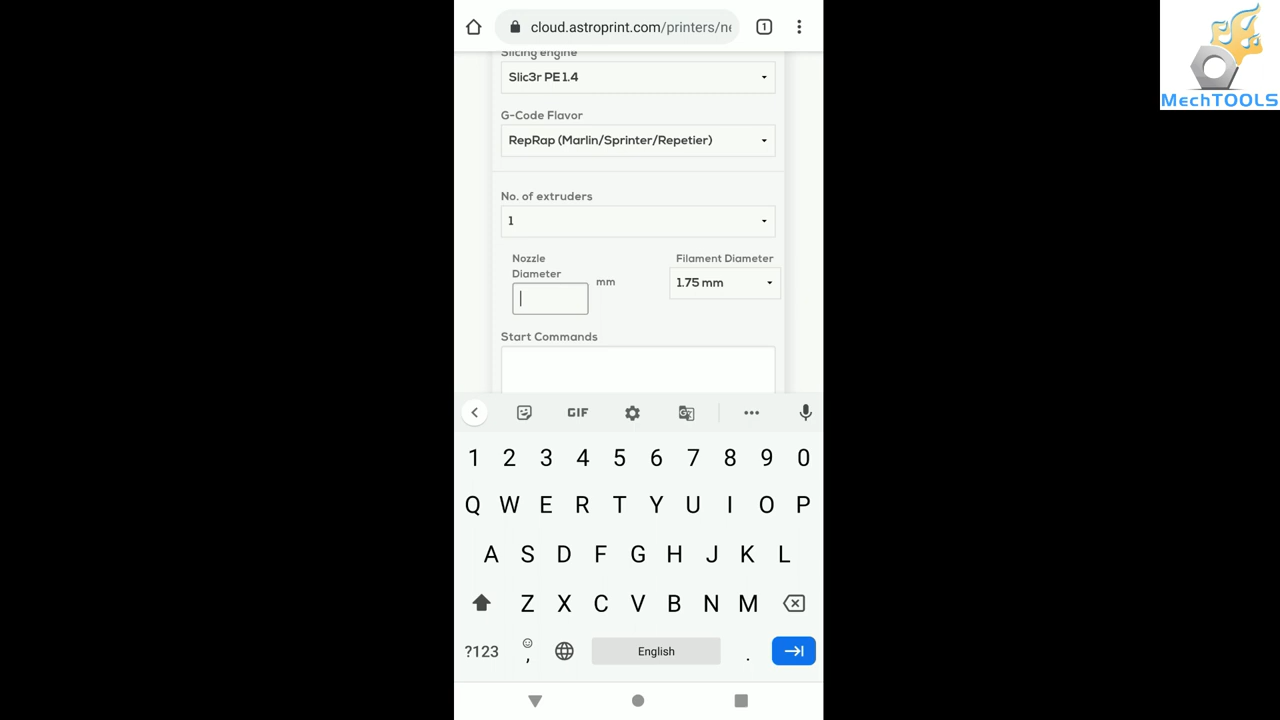 1
cloud.astroprint.com/printers/ne
MechTOOLS
Slicing engine
Slic3r PE 1.4
G-Code Flavor
RepRap (Marlin/Sprinter/Repetier)
No. of extruders
1
Nozzle
Diameter
mm
Filament Diameter
1.75 mm
Start Commands
GIF
1 2 3 4 5 6 7 8 9 0
Q W E R T Y U I O P
A S D F G H J K L
Z X C V B N M
?123 , English .